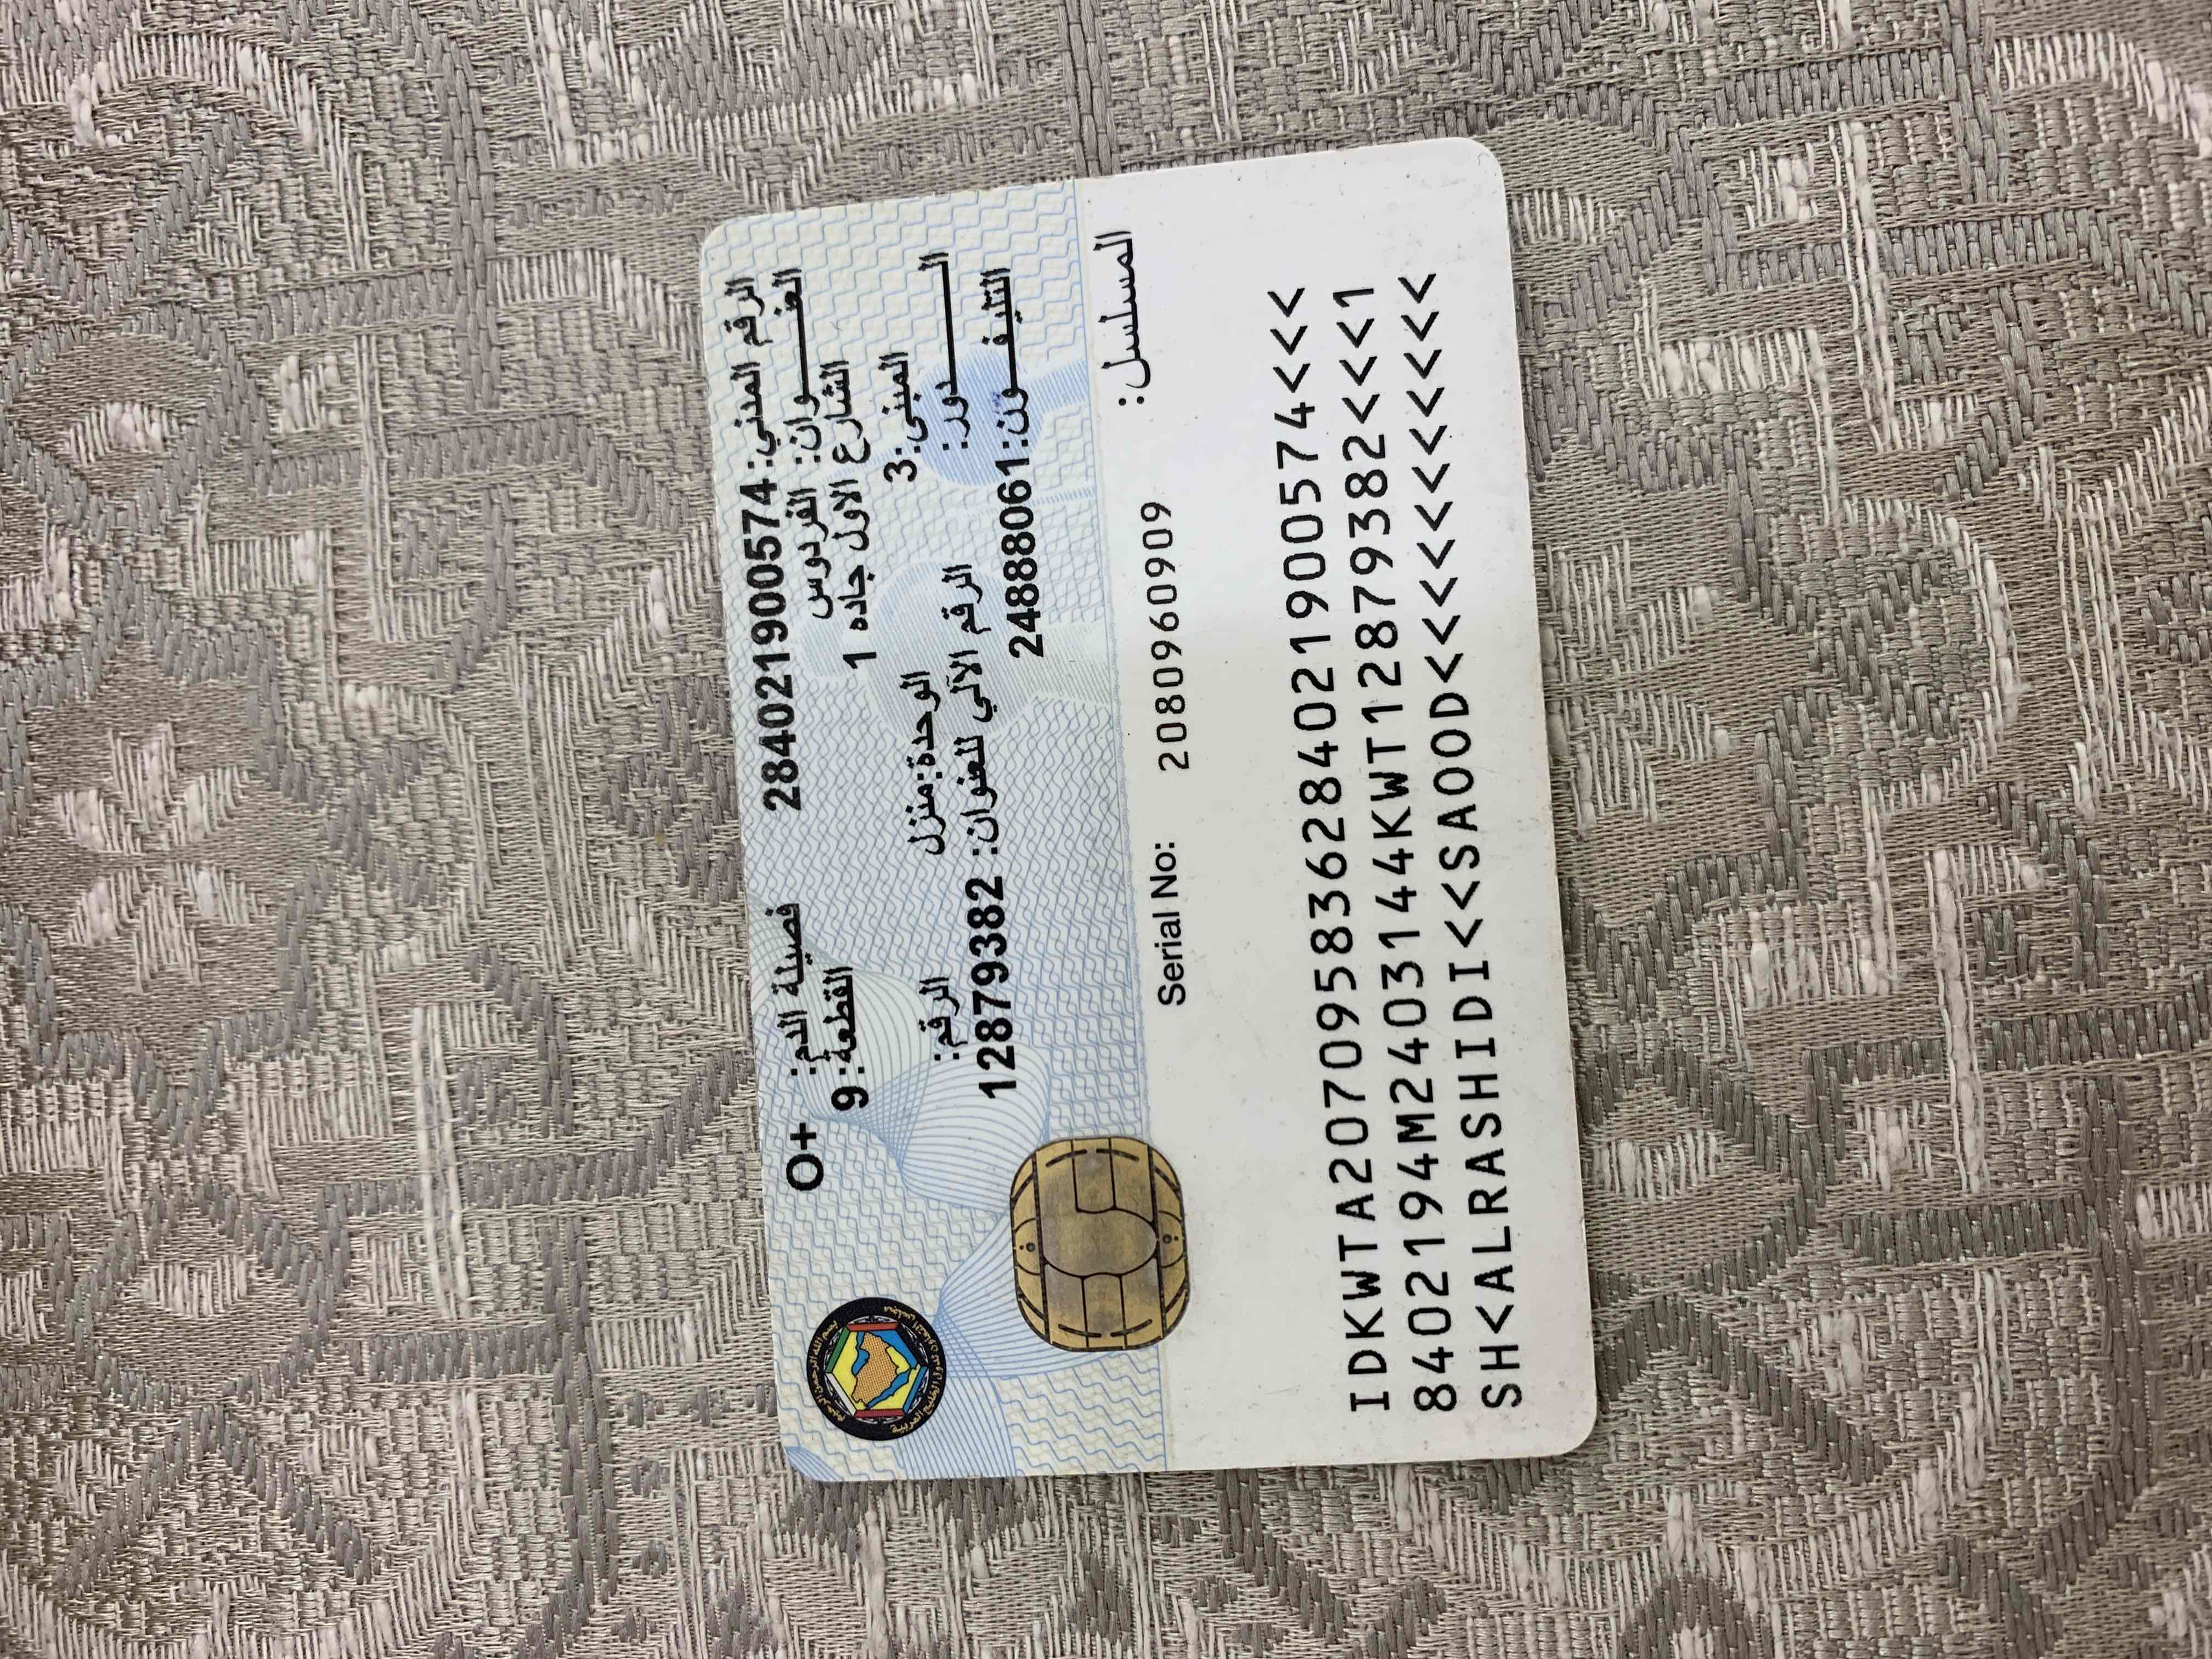 الرقم المدني: 284021900574 فصيلة الدم: O+
العنوان: الفردوس القطعة: 9
الشارع الاول جاده 1
المبنى: 3 الوحدة: منزل الرقم:
الدور: الرقم الآلي للعنوان: 12879382
التليفون: 24888061
المسلسل: 2080960909 Serial No:
IDKWTA207095836284021900574<<<
8402194M2403144KWT12879382<<<1
SH<ALRASHIDI<<SAOOD<<<<<<<<<<<